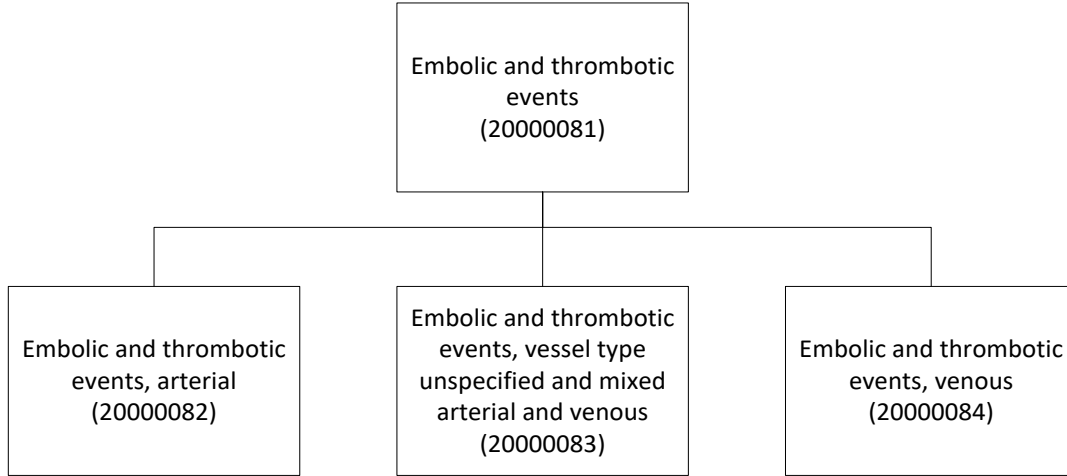 Embolic and thrombotic
events
(20000081)
Embolic and thrombotic
events, arterial
(20000082)
Embolic and thrombotic
events, vessel type
unspecified and mixed
arterial and venous
(20000083)
Embolic and thrombotic
events, venous
(20000084)